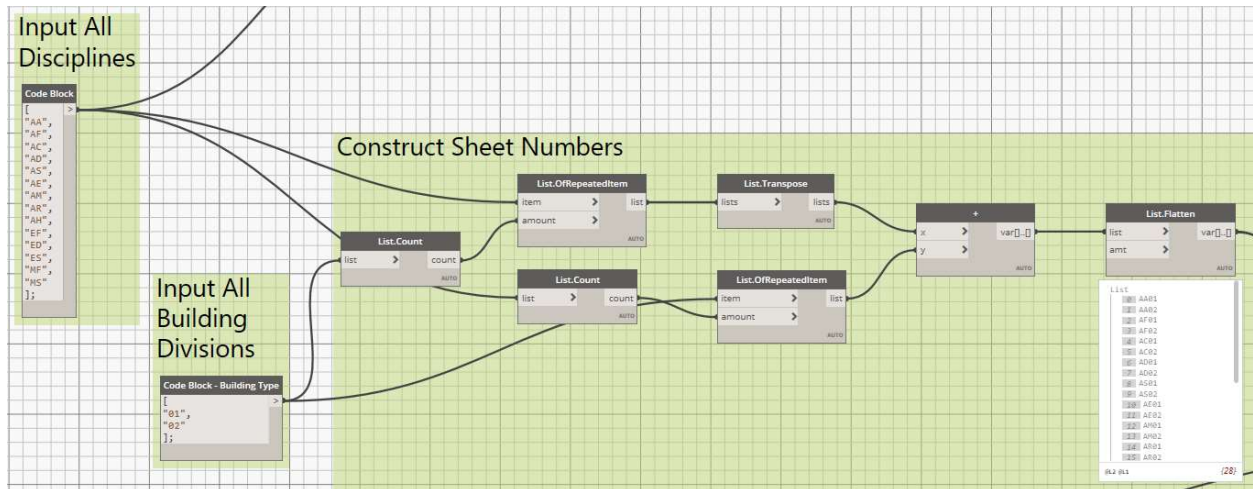 Input All
Disciplines
Code Block
[ >
"AA",
"AF",
"AC",
"AD",
"AS",
"AE",
"AM",
"AR",
"AH",
"EF",
"ED",
"ES",
"MF",
"MS"
];
Input All
Building
Divisions
Code Block - Building Type
[ >
"01",
"02"
];
Construct Sheet Numbers
List.Count
list > count
AUTO
List.OfRepeatedItem
item > list
amount >
AUTO
List.Count
list > count
AUTO
List.Transpose
lists > lists
AUTO
List.OfRepeatedItem
item > list
amount >
AUTO
+
x > var[]..[]
y >
AUTO
List.Flatten
list > var[]..[]
amt >
AUTO
List
0 AA01
1 AA02
2 AF01
3 AF02
4 AC01
5 AC02
6 AD01
7 AD02
8 AS01
9 AS02
10 AE01
11 AE02
12 AM01
13 AM02
14 AR01
15 AR02
@L2 @L1 {28}